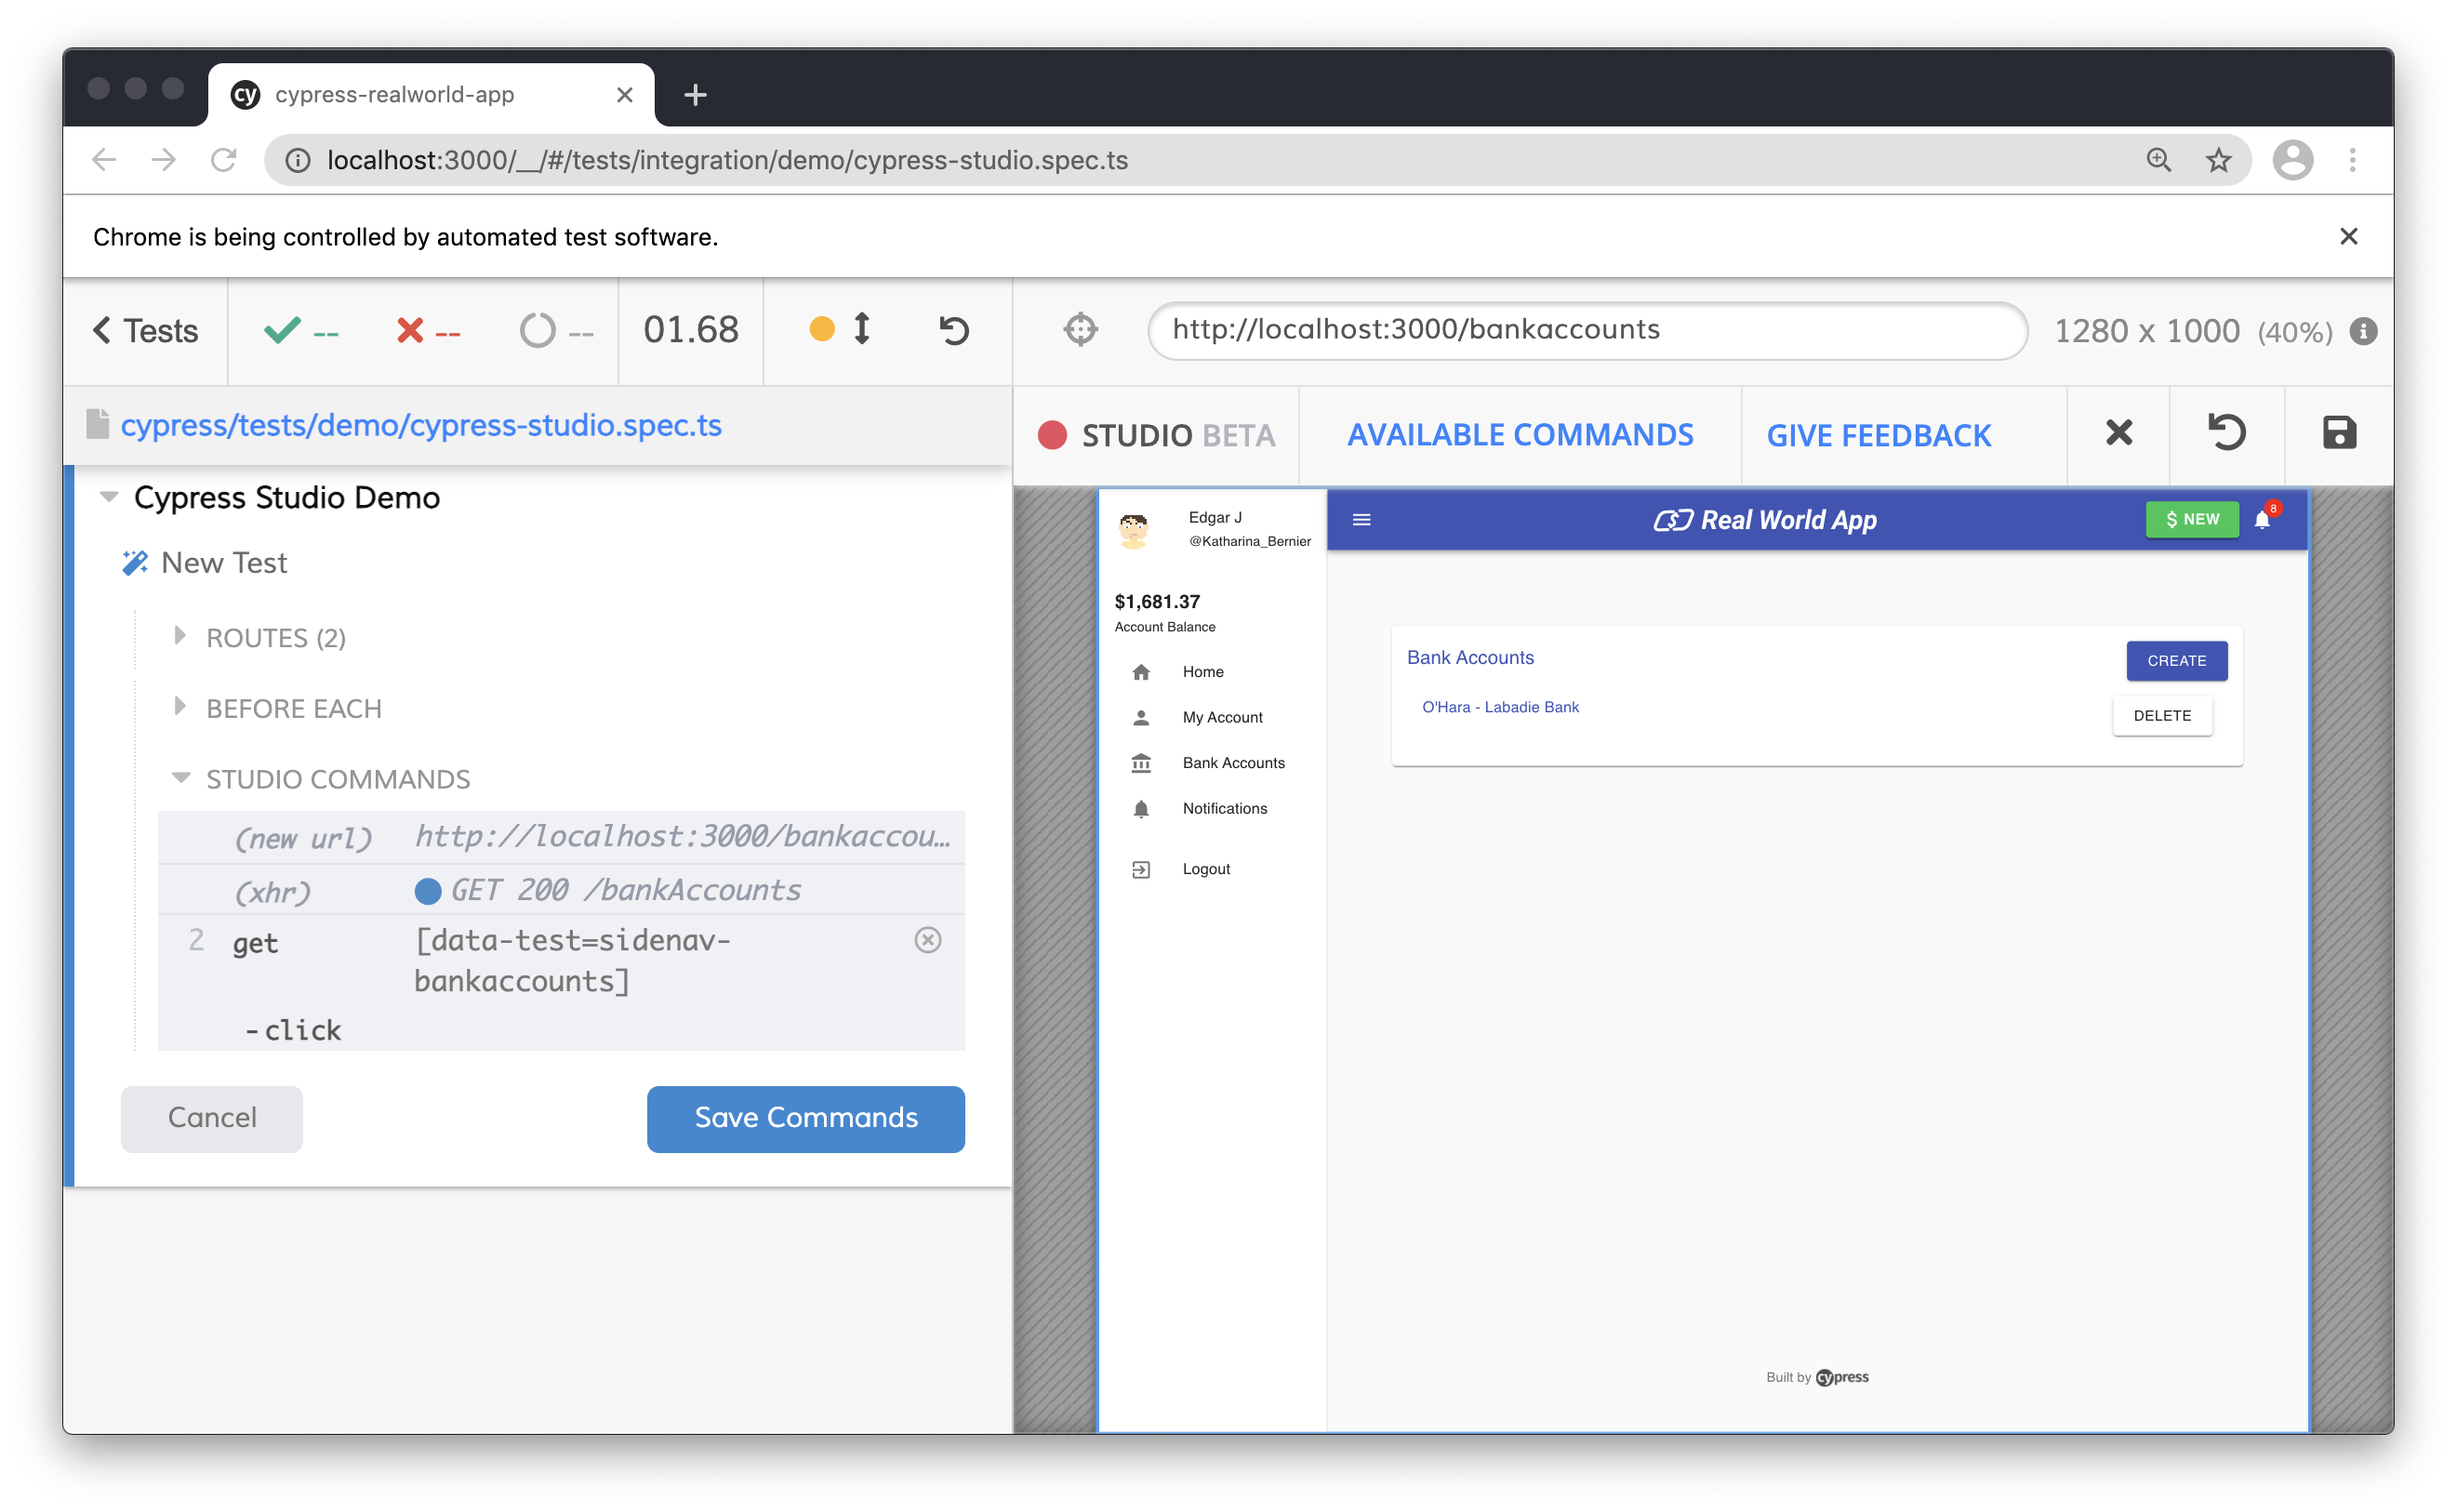 cy cypress-realworld-app
localhost:3000/__/#/tests/integration/demo/cypress-studio.spec.ts
Chrome is being controlled by automated test software.
Tests -- -- -- 01.68
http://localhost:3000/bankaccounts 1280 x 1000 (40%)
cypress/tests/demo/cypress-studio.spec.ts
STUDIO BETA AVAILABLE COMMANDS GIVE FEEDBACK
Cypress Studio Demo
New Test
ROUTES (2)
BEFORE EACH
STUDIO COMMANDS
(new url) http://localhost:3000/bankaccou...
(xhr) GET 200 /bankAccounts
2 get [data-test=sidenav-
bankaccounts]
-click
Cancel Save Commands
Edgar J
@Katharina_Bernier
$1,681.37
Account Balance
Home
My Account
Bank Accounts
Notifications
Logout
Real World App $ NEW 8
Bank Accounts CREATE
O'Hara - Labadie Bank DELETE
Built by cypress